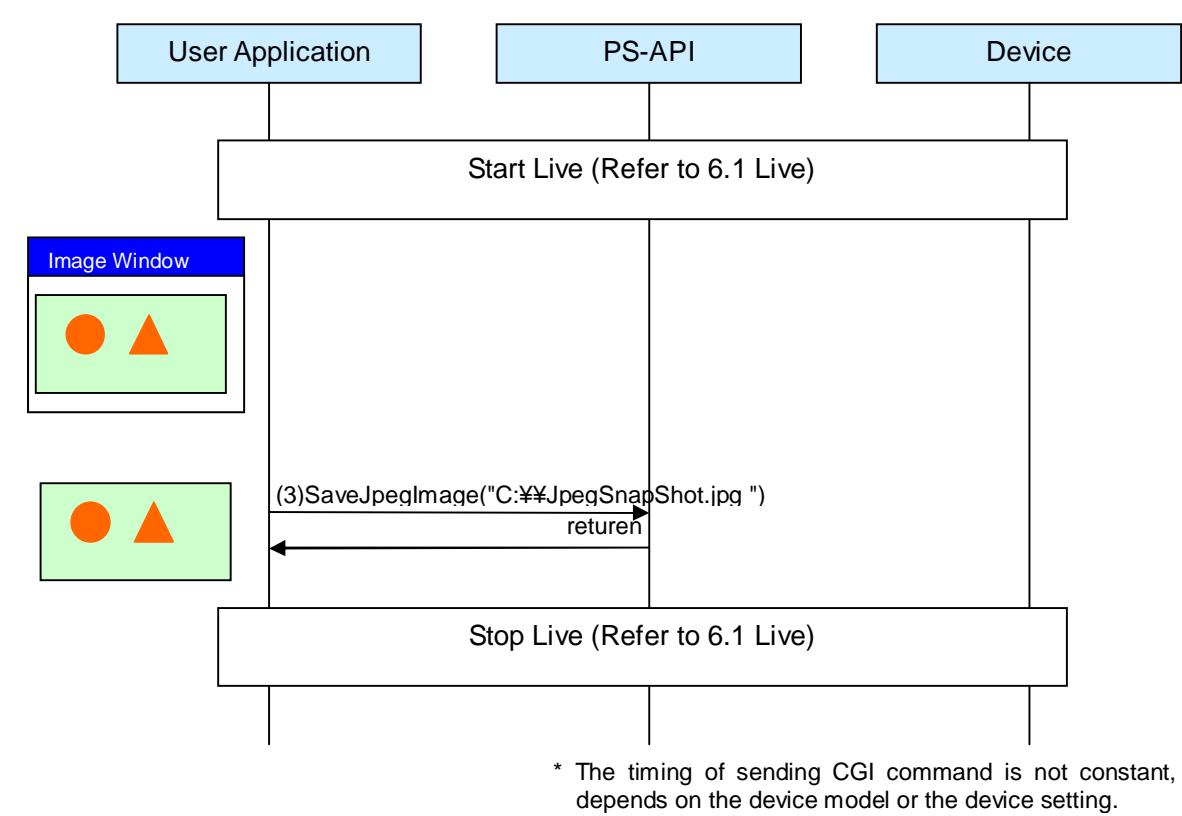 User Application
PS-API
Device
Start Live (Refer to 6.1 Live)
Image Window
(3)SaveJpegImage("C:¥¥JpegSnapShot.jpg ")
returen
Stop Live (Refer to 6.1 Live)
* The timing of sending CGI command is not constant,
depends on the device model or the device setting.